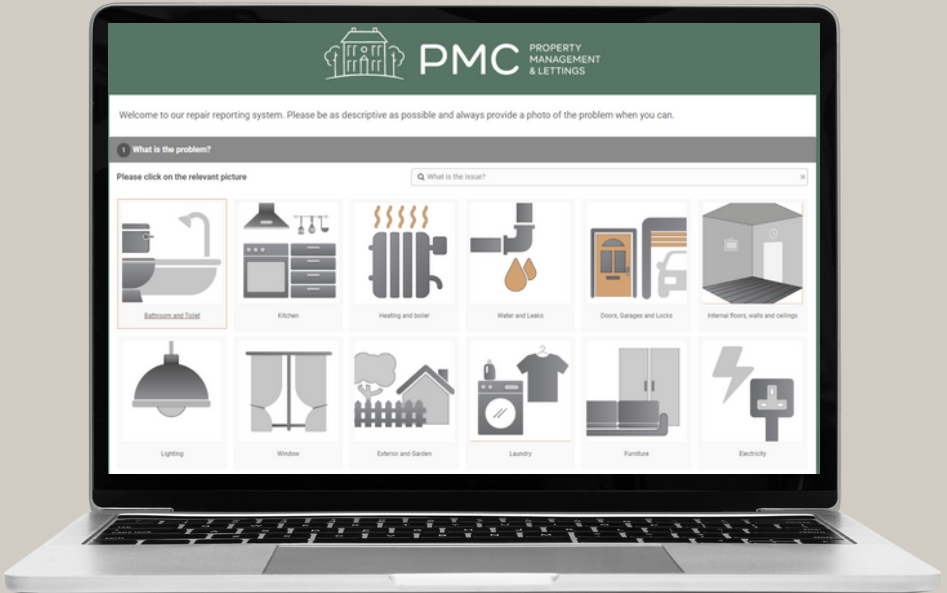 PMC
PROPERTY
MANAGEMENT
& LETTINGS
Welcome to our repair reporting system. Please be as descriptive as possible and always provide a photo of the problem when you can.
1 What is the problem?
Please click on the relevant picture
What is the issue? ×
Bathroom and Toilet
Kitchen
Heating and boiler
Water and Leaks
Doors, Garages and Locks
Internal floors, walls and ceilings
Lighting
Window
Exterior and Garden
Laundry
Furniture
Electricity